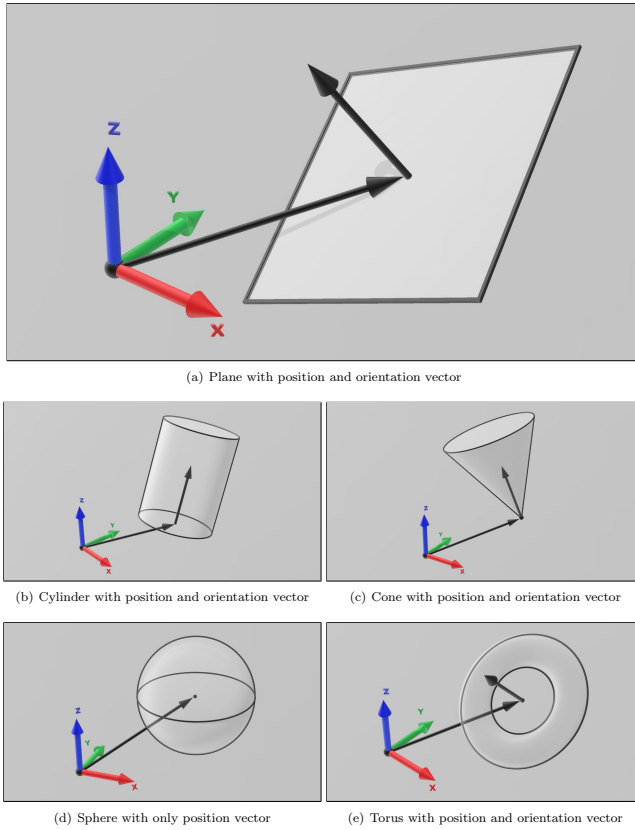 Z
Y
X
(a) Plane with position and orientation vector
Z
Y
X
(b) Cylinder with position and orientation vector
Z
Y
X
(c) Cone with position and orientation vector
Z
Y
X
(d) Sphere with only position vector
Z
Y
X
(e) Torus with position and orientation vector